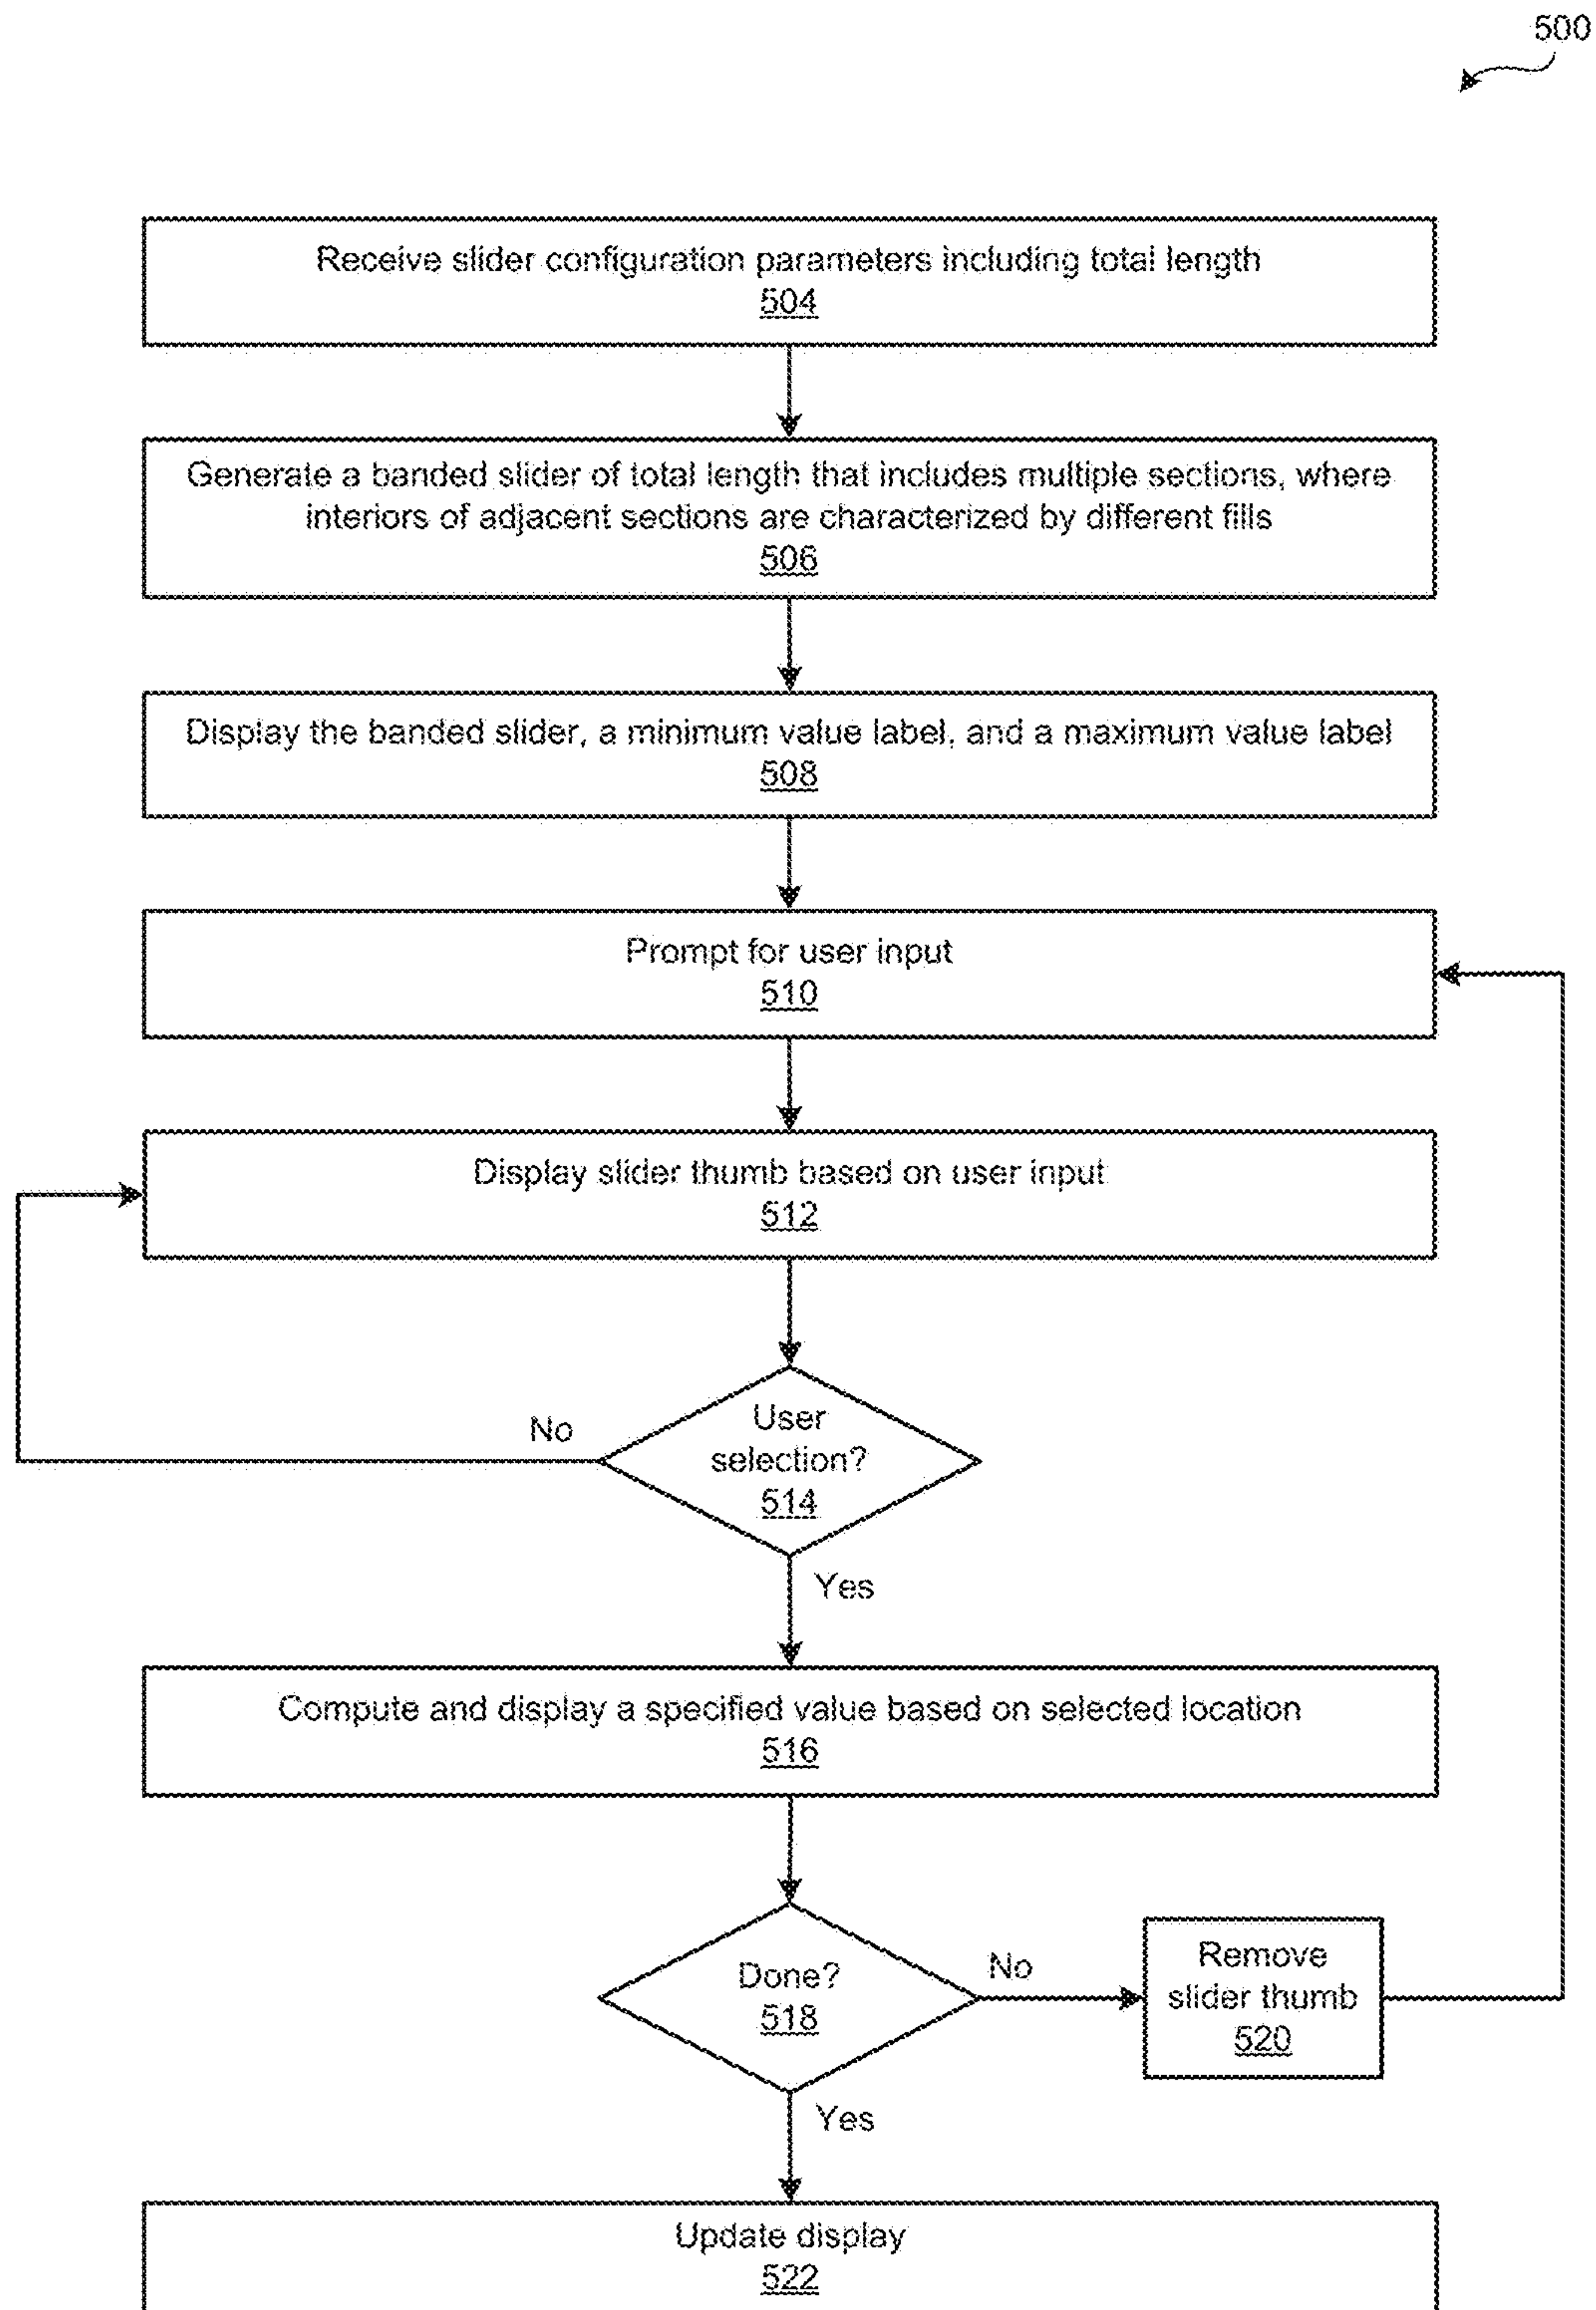 500
Receive slider configuration parameters including total length
504
Generate a banded slider of total length that includes multiple sections, where
interiors of adjacent sections are characterized by different fills
506
Display the banded slider, a minimum value label, and a maximum value label
508
Prompt for user input
510
Display slider thumb based on user input
512
No
User
selection?
514
Yes
Compute and display a specified value based on selected location
516
Done?
518
No
Remove
slider thumb
520
Yes
Update display
522